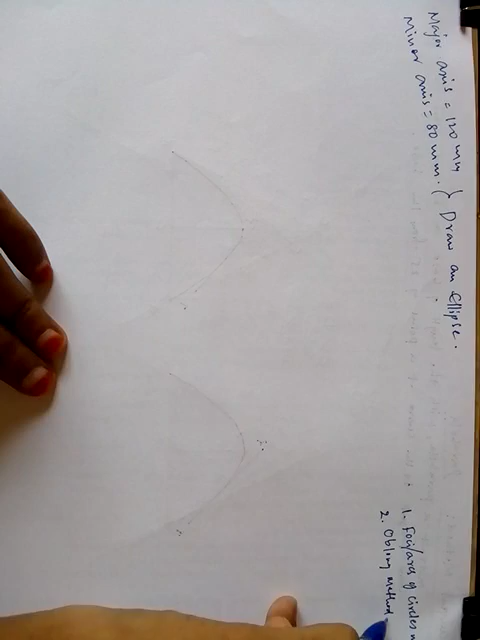 Major axis = 120 mm
Minor axis = 80 mm. } Draw an Ellipse.
1. Foci/arcs of circles
2. Oblong method